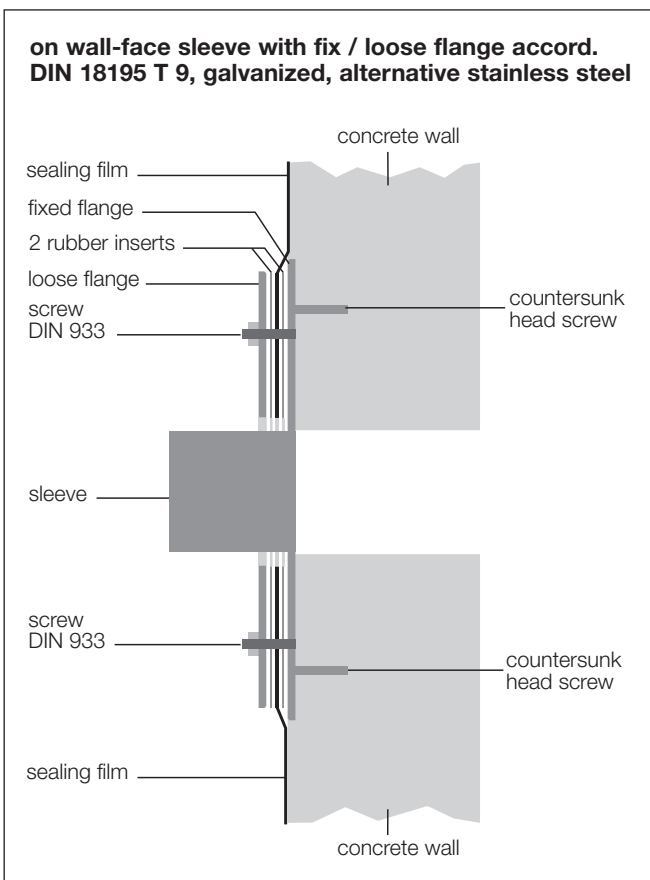 on wall-face sleeve with fix / loose flange accord.
DIN 18195 T 9, galvanized, alternative stainless steel
concrete wall
sealing film
fixed flange
2 rubber inserts
loose flange
screw
DIN 933
countersunk
head screw
sleeve
screw
DIN 933
countersunk
head screw
sealing film
concrete wall